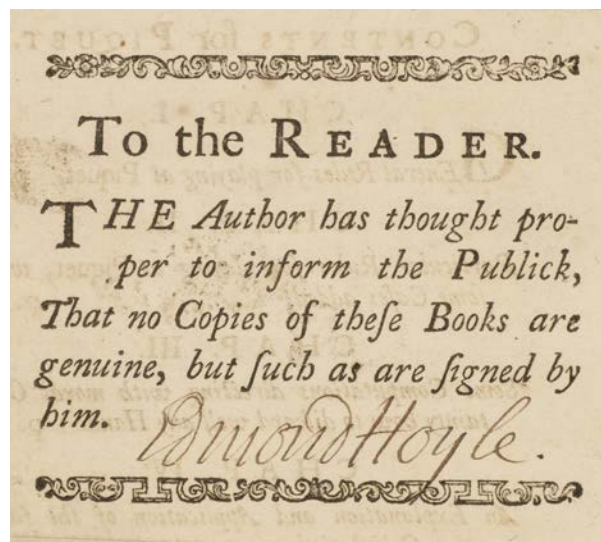 To the READER.
THE Author has thought pro-
per to inform the Publick,
That no Copies of theſe Books are
genuine, but ſuch as are ſigned by
him. Edmond Hoyle.